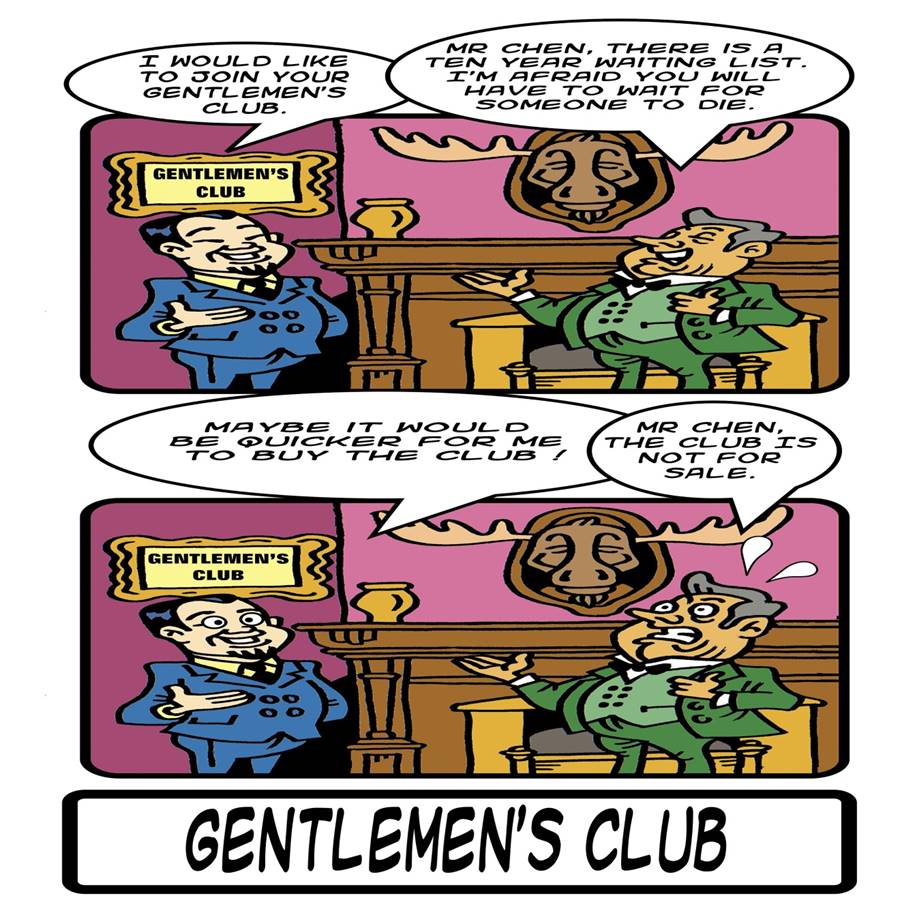 I WOULD LIKE
TO JOIN YOUR
GENTLEMEN'S
CLUB.
MR CHEN, THERE IS A
TEN YEAR WAITING LIST.
I'M AFRAID YOU WILL
HAVE TO WAIT FOR
SOMEONE TO DIE.
GENTLEMEN'S
CLUB
MAYBE IT WOULD
BE QUICKER FOR ME
TO BUY THE CLUB!
MR CHEN,
THE CLUB IS
NOT FOR
SALE.
GENTLEMEN'S
CLUB
GENTLEMEN'S CLUB